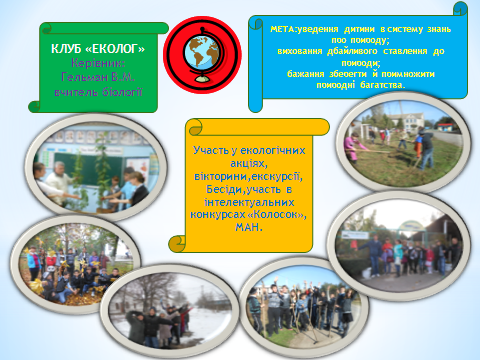 КЛУБ «ЕКОЛОГ»
Керівник:
Гельман В.М.
вчитель біології
МЕТА:уведення дитини в систему знань
про природу;
виховання дбайливого ставлення до
природи;
бажання зберегти й примножити
природні багатства.
Участь у екологічних
акціях,
вікторини,екскурсії,
Бесіди,участь в
інтелектуальних
конкурсах «Колосок»,
МАН.